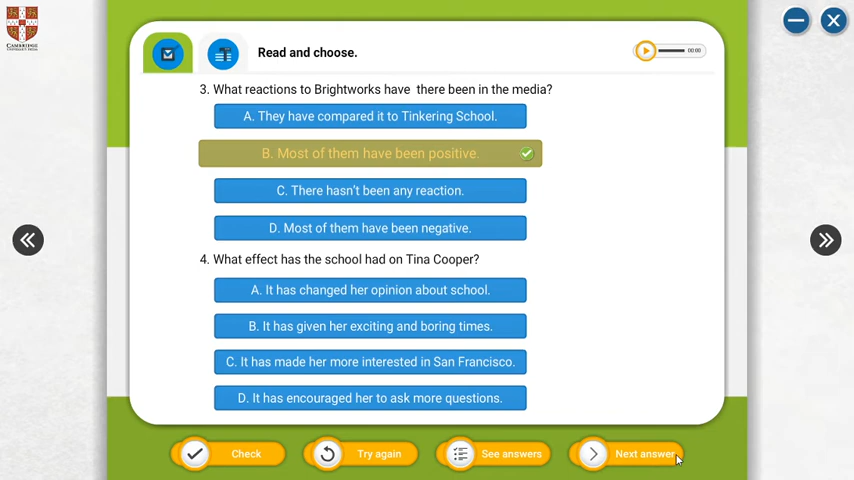 CAMBRIDGE
Read and choose.
00:00
3. What reactions to Brightworks have there been in the media?
A. They have compared it to Tinkering School.
B. Most of them have been positive.
C. There hasn't been any reaction.
D. Most of them have been negative.
4. What effect has the school had on Tina Cooper?
A. It has changed her opinion about school.
B. It has given her exciting and boring times.
C. It has made her more interested in San Francisco.
D. It has encouraged her to ask more questions.
Check
Try again
See answers
Next answer